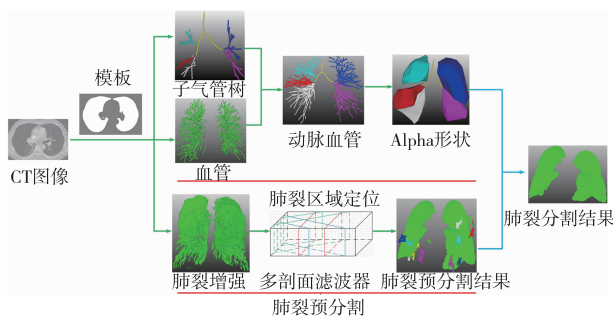 模板
CT图像
子气管树
血管
动脉血管
Alpha形状
肺裂区域定位
肺裂增强
多剖面滤波器
肺裂预分割结果
肺裂预分割
肺裂分割结果